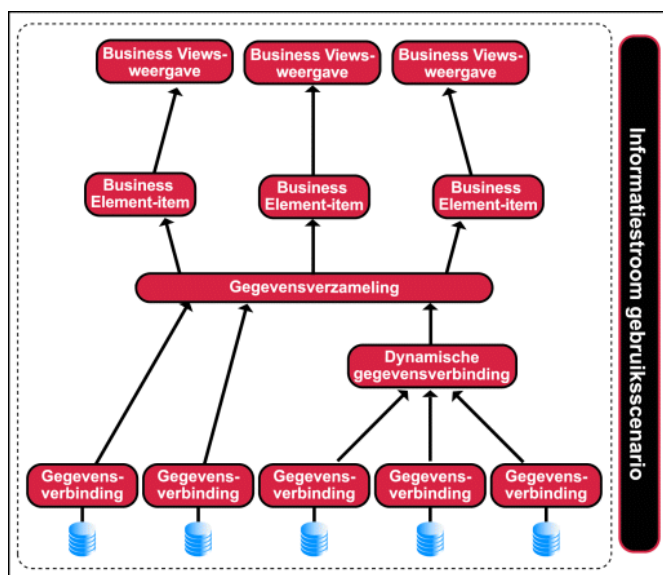 Business Views-
weergave
Business Views-
weergave
Business Views-
weergave
Business
Element-item
Business
Element-item
Business
Element-item
Gegevensverzameling
Dynamische
gegevensverbinding
Gegevens-
verbinding
Gegevens-
verbinding
Gegevens-
verbinding
Gegevens-
verbinding
Gegevens-
verbinding
Informatiestroom gebruiksscenario